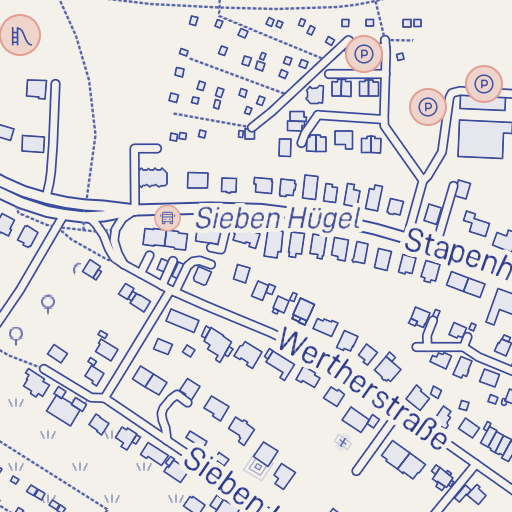 P
P
P
Sieben Hügel
Stapenh
Wertherstraße
Sieben-H